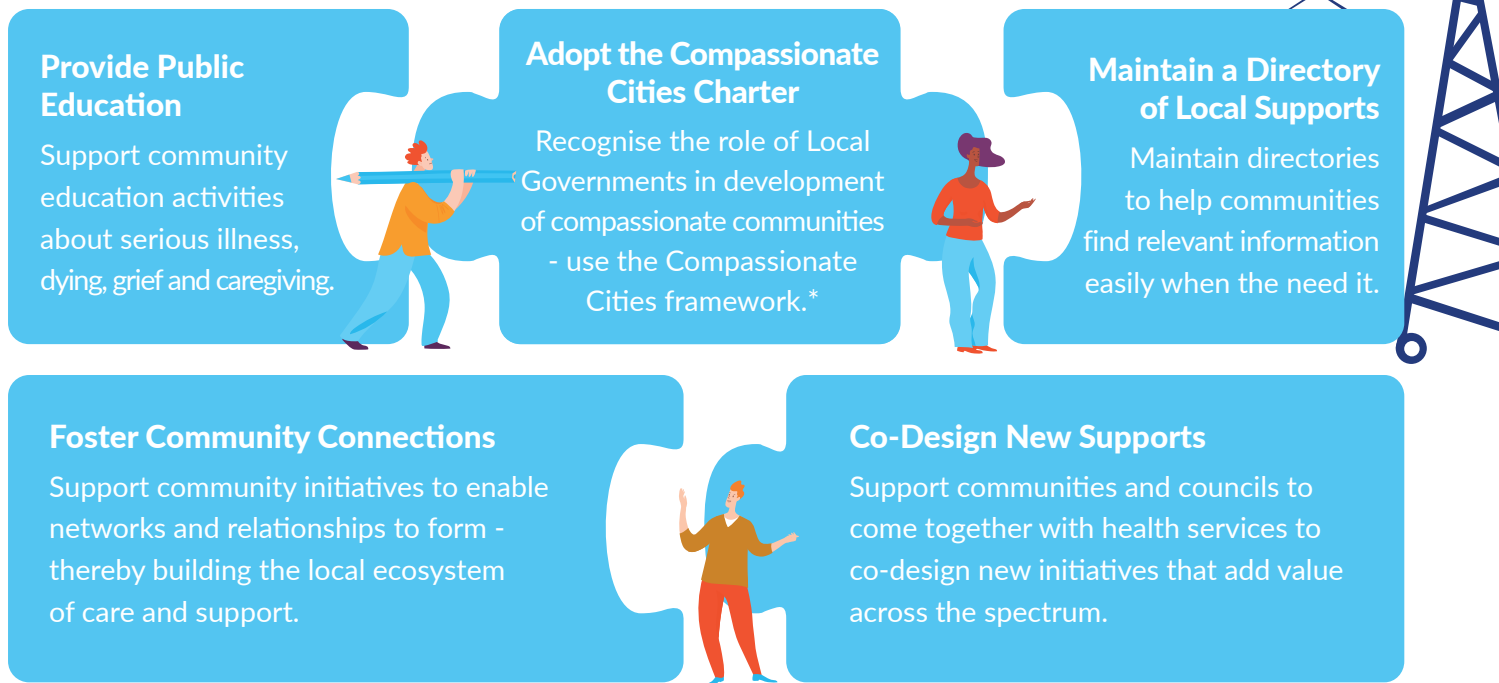 Provide Public
Education
Support community
education activities
about serious illness,
dying, grief and caregiving.
Adopt the Compassionate
Cities Charter
Recognise the role of Local
Governments in development
of compassionate communities
- use the Compassionate
Cities framework.*
Maintain a Directory
of Local Supports
Maintain directories
to help communities
find relevant information
easily when the need it.
Foster Community Connections
Support community initiatives to enable
networks and relationships to form -
thereby building the local ecosystem
of care and support.
Co-Design New Supports
Support communities and councils to
come together with health services to
co-design new initiatives that add value
across the spectrum.